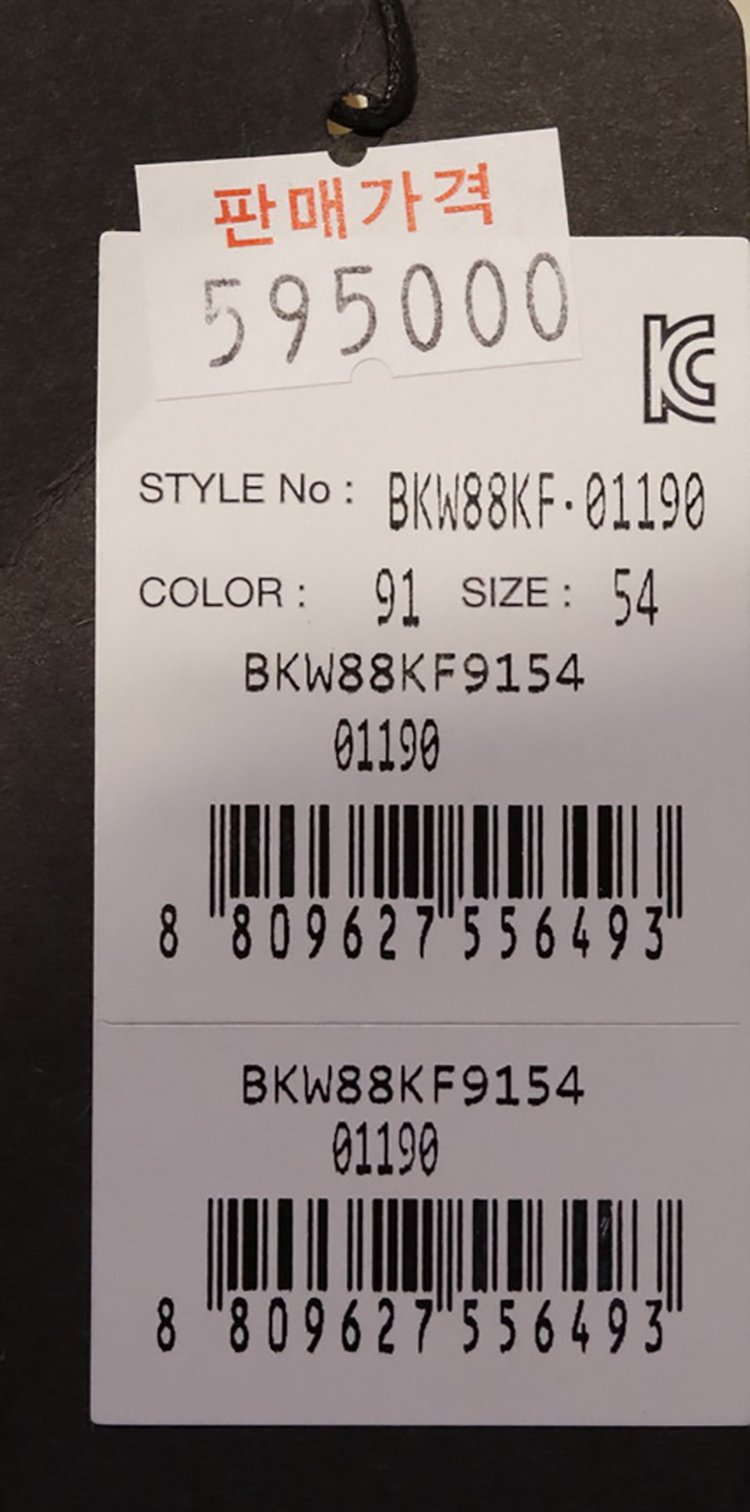 판매가격
595000
KC
STYLE No : BKW88KF·01190
COLOR : 91 SIZE : 54
BKW88KF9154
01190
8 809627 556493
BKW88KF9154
01190
8 809627 556493